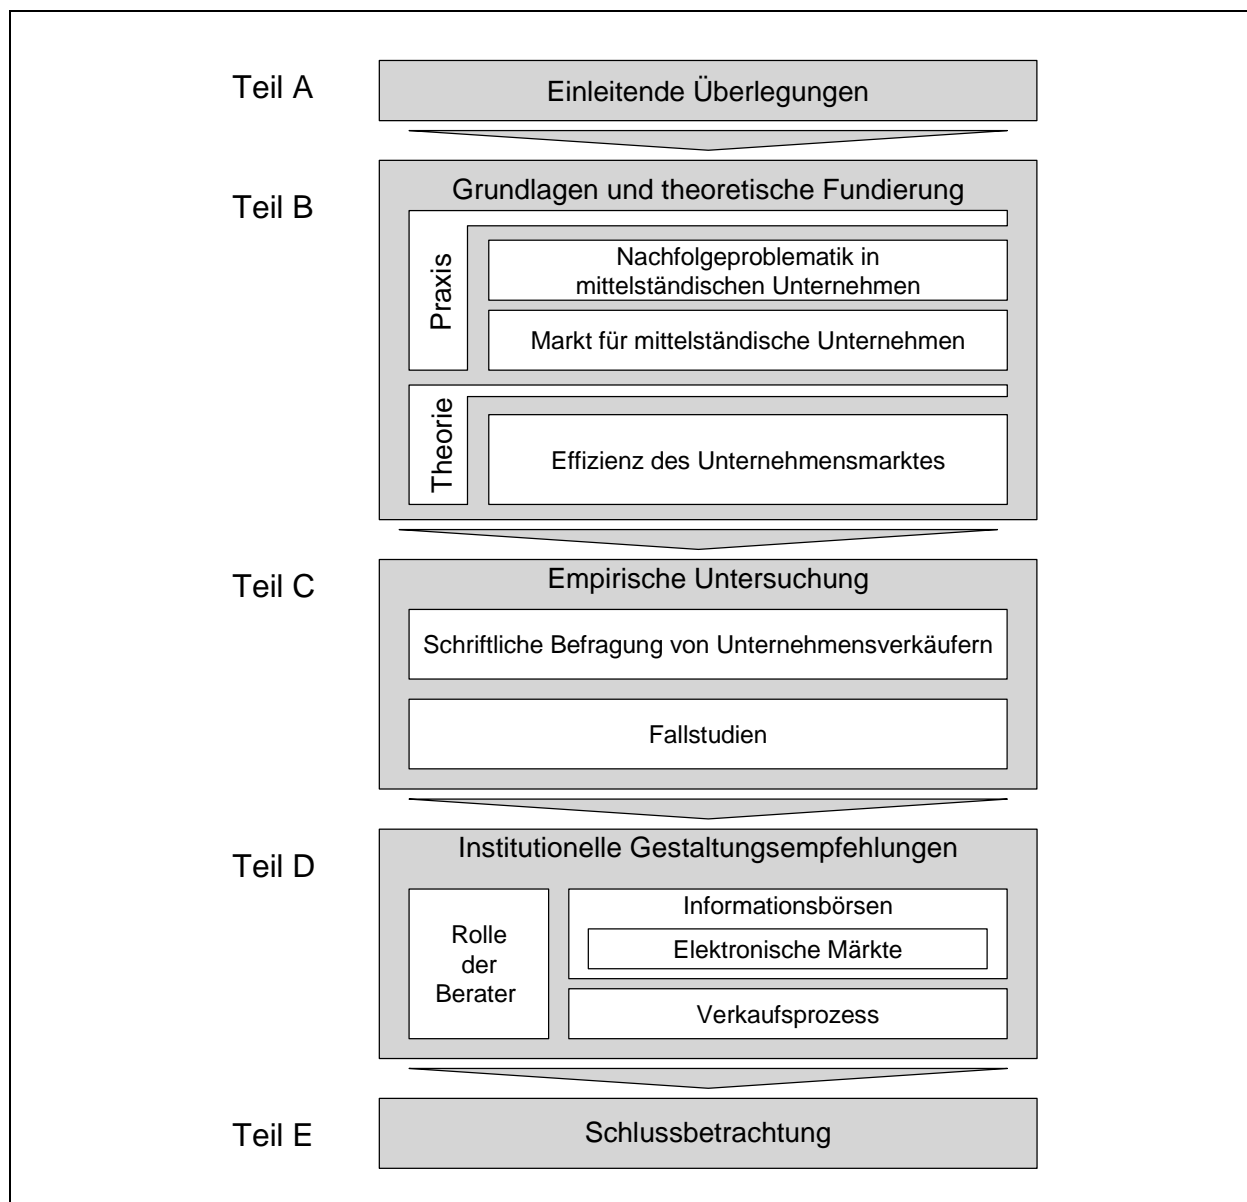 Teil A
Einleitende Überlegungen
Teil B
Grundlagen und theoretische Fundierung
Praxis
Nachfolgeproblematik in
mittelständischen Unternehmen
Markt für mittelständische Unternehmen
Theorie
Effizienz des Unternehmensmarktes
Teil C
Empirische Untersuchung
Schriftliche Befragung von Unternehmensverkäufern
Fallstudien
Teil D
Institutionelle Gestaltungsempfehlungen
Rolle
der
Berater
Informationsbörsen
Elektronische Märkte
Verkaufsprozess
Teil E
Schlussbetrachtung